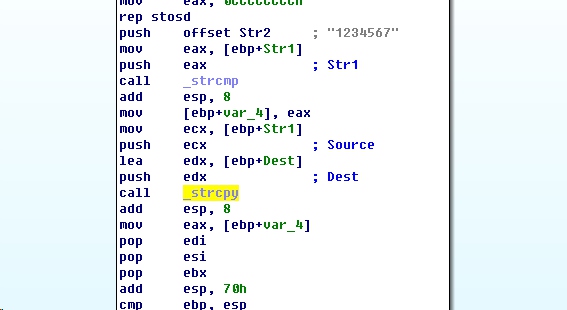 mov eax, 0CCCCCCCCh
rep stosd
push offset Str2 ; "1234567"
mov eax, [ebp+Str1]
push eax ; Str1
call _strcmp
add esp, 8
mov [ebp+var_4], eax
mov ecx, [ebp+Str1]
push ecx ; Source
lea edx, [ebp+Dest]
push edx ; Dest
call _strcpy
add esp, 8
mov eax, [ebp+var_4]
pop edi
pop esi
pop ebx
add esp, 70h
cmp ebp, esp